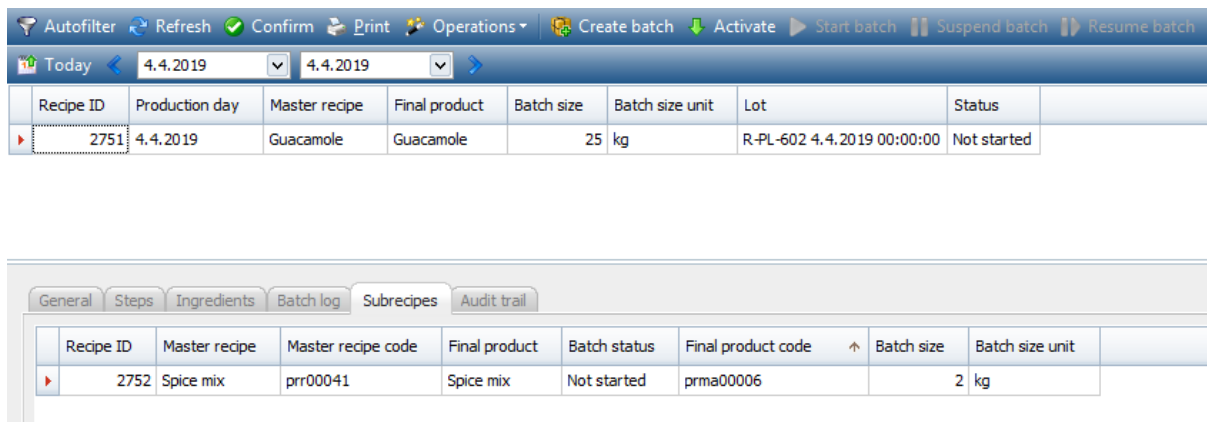 Autofilter Refresh Confirm Print Operations Create batch Activate Start batch Suspend batch Resume batch
Today 4.4.2019 4.4.2019
Recipe ID Production day Master recipe Final product Batch size Batch size unit Lot Status
2751 4.4.2019 Guacamole Guacamole 25 kg R-PL-602 4.4.2019 00:00:00 Not started
General Steps Ingredients Batch log Subrecipes Audit trail
Recipe ID Master recipe Master recipe code Final product Batch status Final product code Batch size Batch size unit
2752 Spice mix prr00041 Spice mix Not started prma00006 2 kg